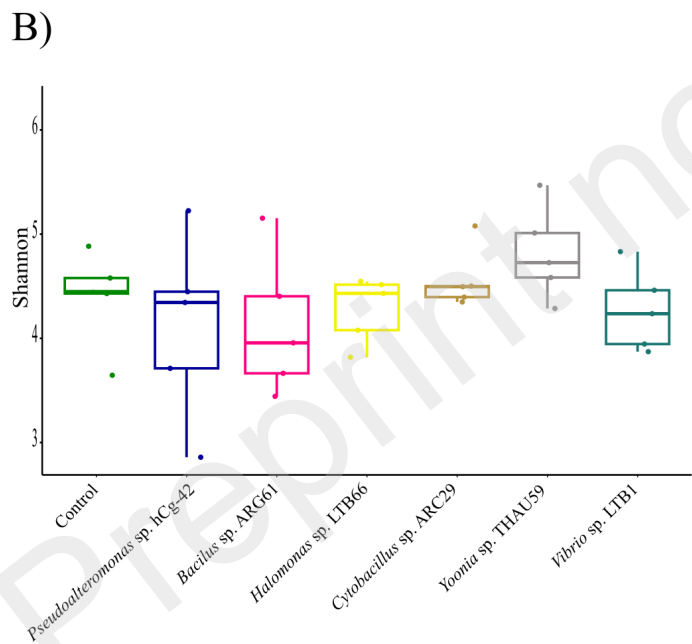 B)
6
5
4
3
Shannon
Control
Pseudoalteromonas sp. hCg-42
Bacilus sp. ARG61
Halomonas sp. LTB66
Cytobacillus sp. ARC29
Yoonia sp. THAU59
Vibrio sp. LTB1
Preprint no